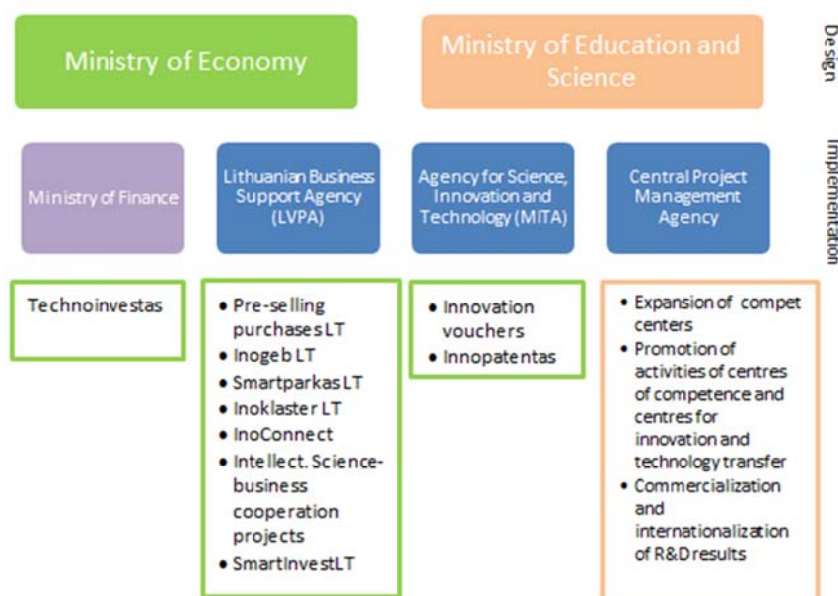 Ministry of Economy
Ministry of Education and
Science
Design
Ministry of Finance
Lithuanian Business
Support Agency
(LVPA)
Agency for Science,
Innovation and
Technology (MITA)
Central Project
Management
Agency
Implementation
Technoinvestas
• Pre-selling
purchases LT
• Inogeb LT
• Smartparkas LT
• Inoklaster LT
• InoConnect
• Intellect. Science-
business
cooperation
projects
• SmartInvestLT
• Innovation
vouchers
• Innopatentas
• Expansion of compet
centers
• Promotion of
activities of centres
of competence and
centres for
innovation and
technology transfer
• Commercialization
and
internationalization
of R&D results